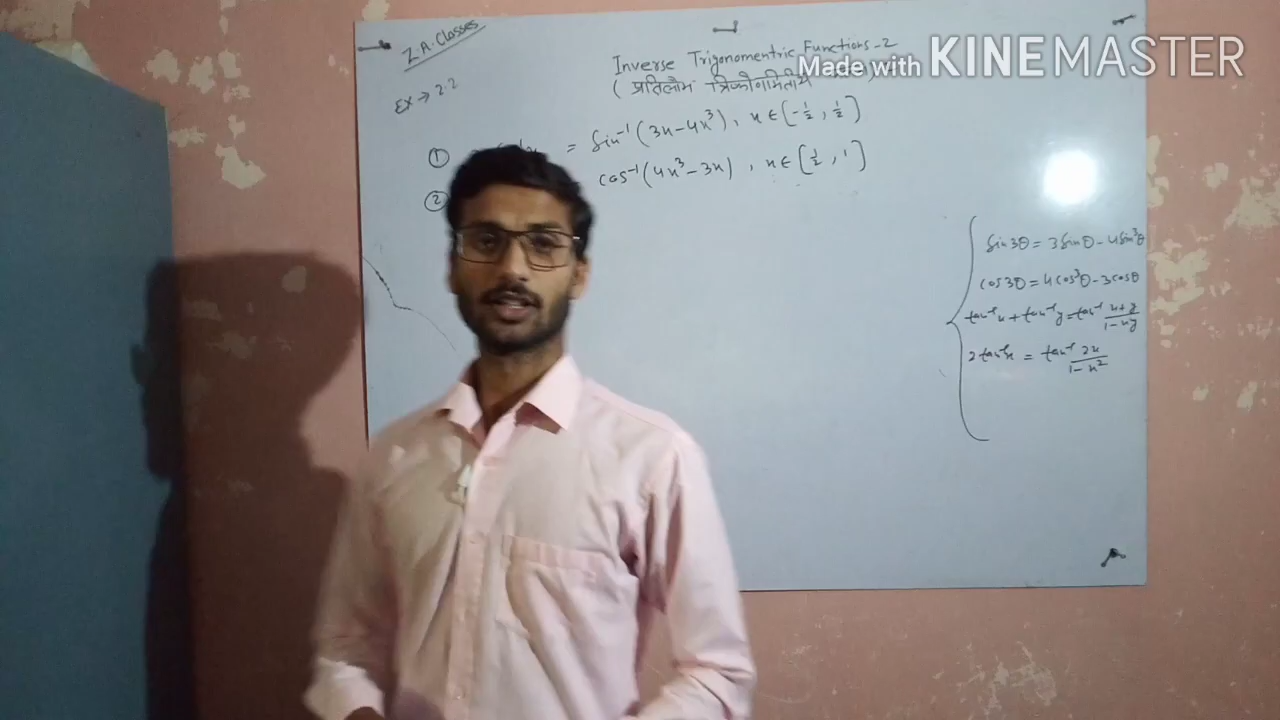 Z.A. Classes
Inverse Trigonomentric Functions-2
Made with KINEMASTER
( प्रतिलोम त्रिकोणमितीय
Ex → 2.2
① = Sin⁻¹(3x-4x³), x ∈ [-½, ½]
② cos⁻¹(4x³-3x), x ∈ [½, 1]
Sin3θ = 3Sinθ - 4Sin³θ
cos3θ = 4cos³θ - 3cosθ
tan⁻¹x + tan⁻¹y = tan⁻¹ x+y/1-xy
2tan⁻¹x = tan⁻¹ 2x/1-x²